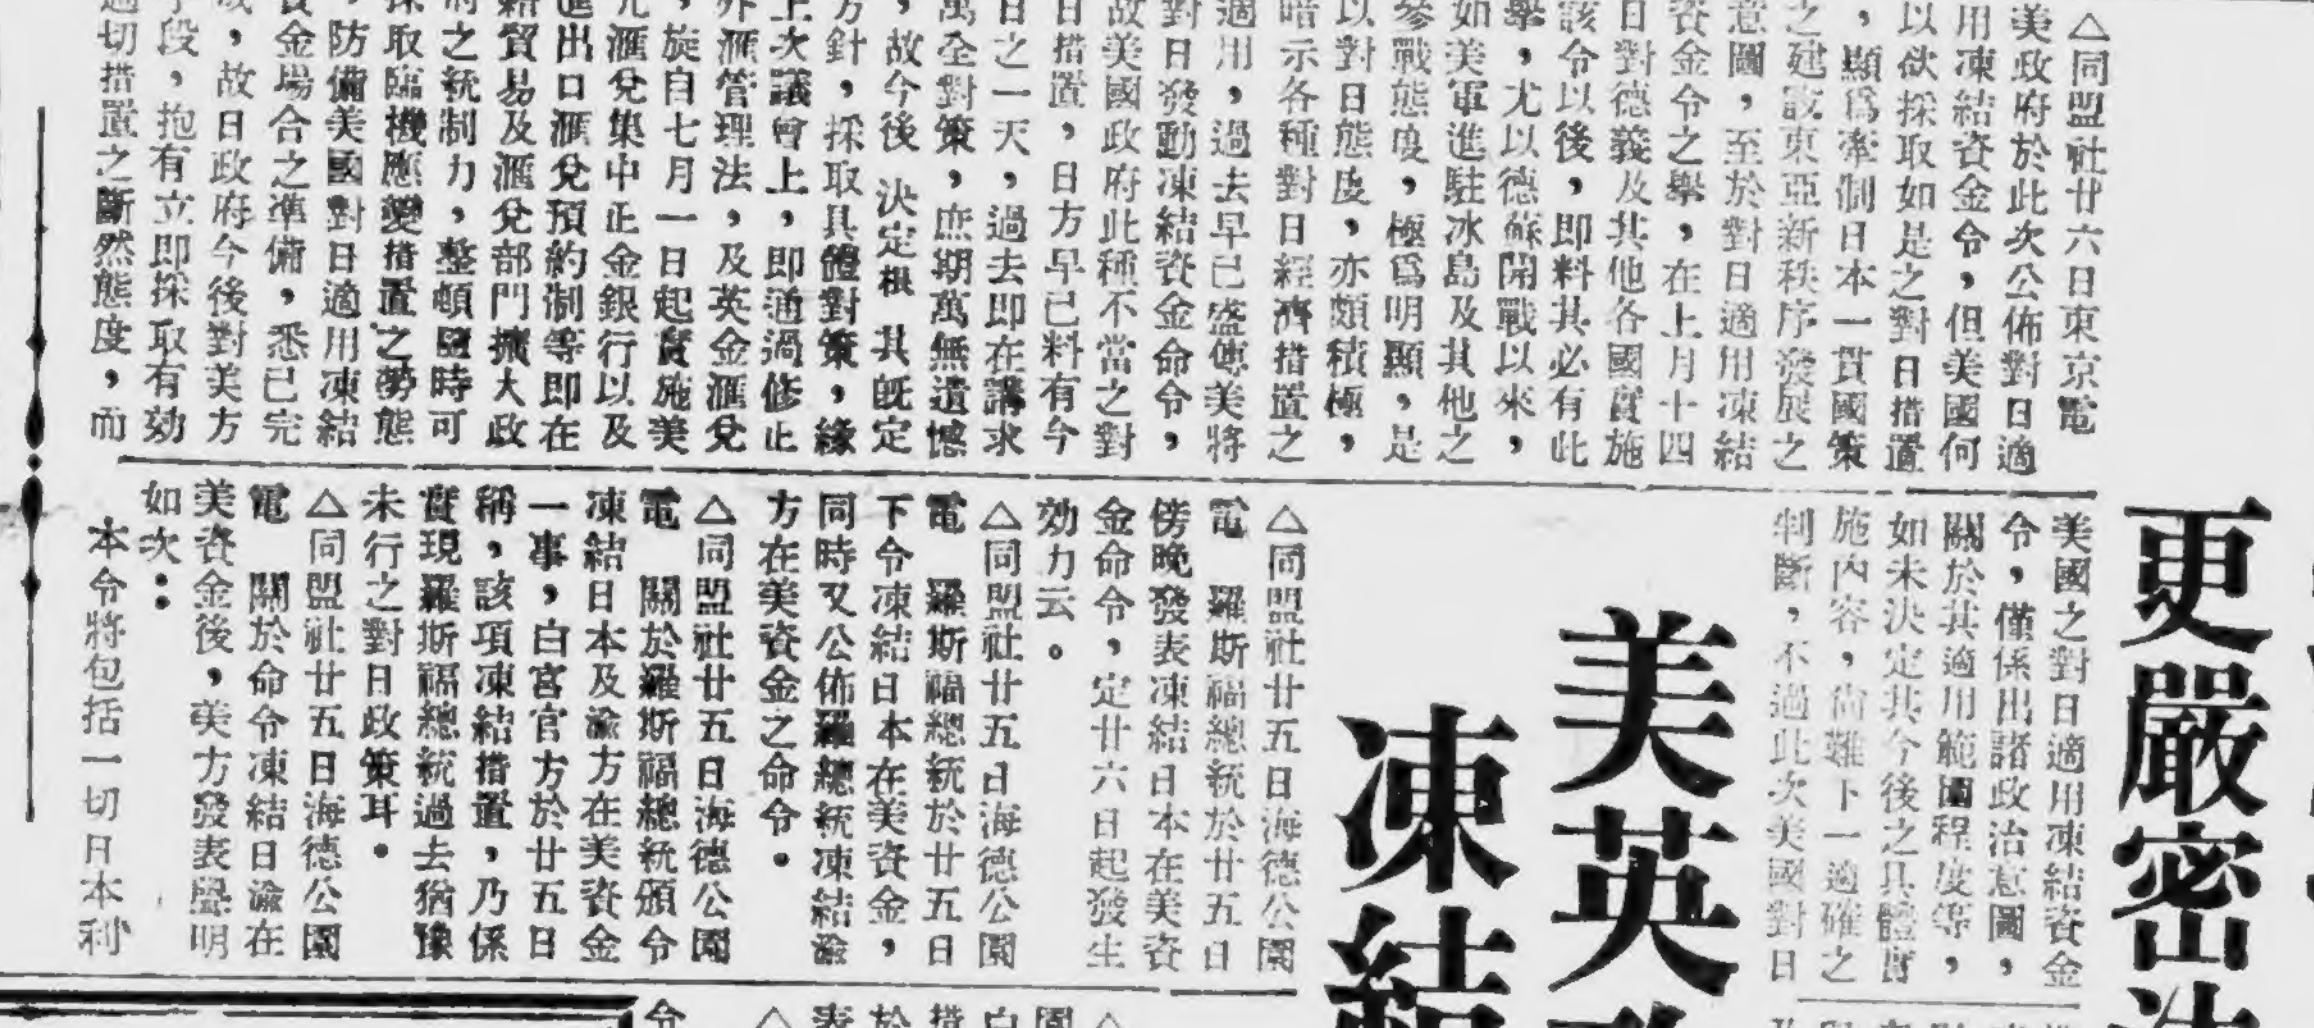 △同盟社廿六日東京電
美政府於此次公佈對日適
用凍結資金令，但美國何
以欲採取如是之對日措置
，顯爲牽制日本一貫國策
之建設東亞新秩序發展之
意圖，至於對日適用凍結
資金令之舉，在上月十四
日對德義及其他各國實施
該令以後，即料其必有此
舉，尤以德蘇開戰以來，
如美軍進駐冰島及其他之
參戰態度，極爲明顯，是
以對日態度，亦頗積極，
暗示各種對日經濟措置之
適用，過去早已盛傳美將
對日發動凍結資金命令，
故美國政府此種不當之對
日措置，日方早已料有今
日之一天，過去即在講求
萬全對策，庶期萬無遺憾
，故今後 決定根 其旣定
方針，採取具體對策，緣
上次議會上，即通過修正
外滙管理法，及英金滙兌
，旋自七月一日起實施美
元滙兌集中正金銀行以及
進出口滙兌預約制等即在
貿易及滙兌部門擴大政
府之統制力，整頓隨時可
採取臨機應變措置之勞態
，防備美國對日適用凍結
資金場合之準備，悉已完
成，故日政府今後對美方
手段，抱有立即採取有効
適切措置之斷然態度，而
更嚴密
美國之對日適用凍結資金
令，僅係出諸政治意圖，
關於其適用範圍程度等，
如未決定其今後之具體實
施內容，尚難下一適確之
判斷，不過此次美國對日
美英
凍結
△同盟社廿五日海德公園
電 羅斯福總統於廿五日
傍晚發表凍結日本在美資
金命令，定廿六日起發生
効力云。
△同盟社廿五日海德公園
電 羅斯福總統於廿五日
下令凍結日本在美資金，
同時又公佈羅總統凍結渝
方在美資金之命令。
△同盟社廿五日海德公園
電 關於羅斯福總統頒令
凍結日本及渝方在美資金
一事，白宮官方於廿五日
稱，該項凍結措置，乃係
實現羅斯福總統過去猶豫
未行之對日政策耳。
△同盟社廿五日海德公園
電 關於命令凍結日渝在
美資金後，美方發表聲明
如次：
本令將包括一切日本利